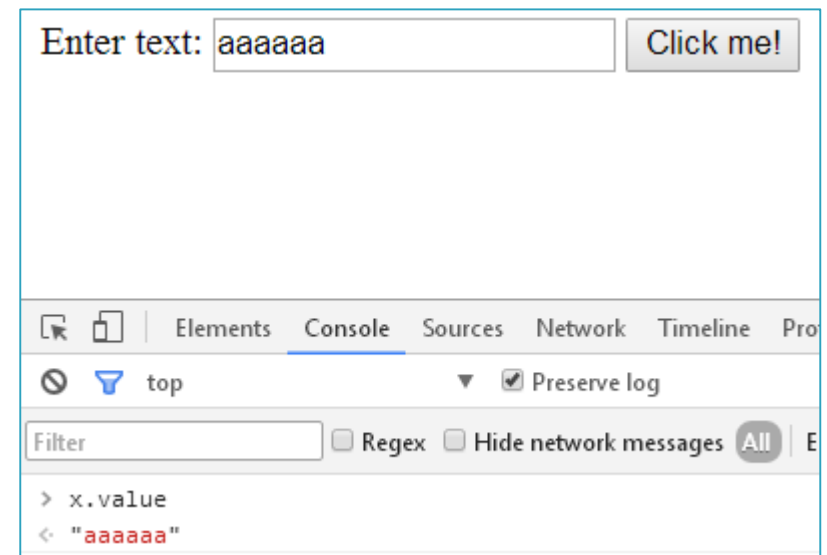 Enter text: aaaaaa Click me!
Elements Console Sources Network Timeline
top Preserve log
Filter Regex Hide network messages All
> x.value
"aaaaaa"